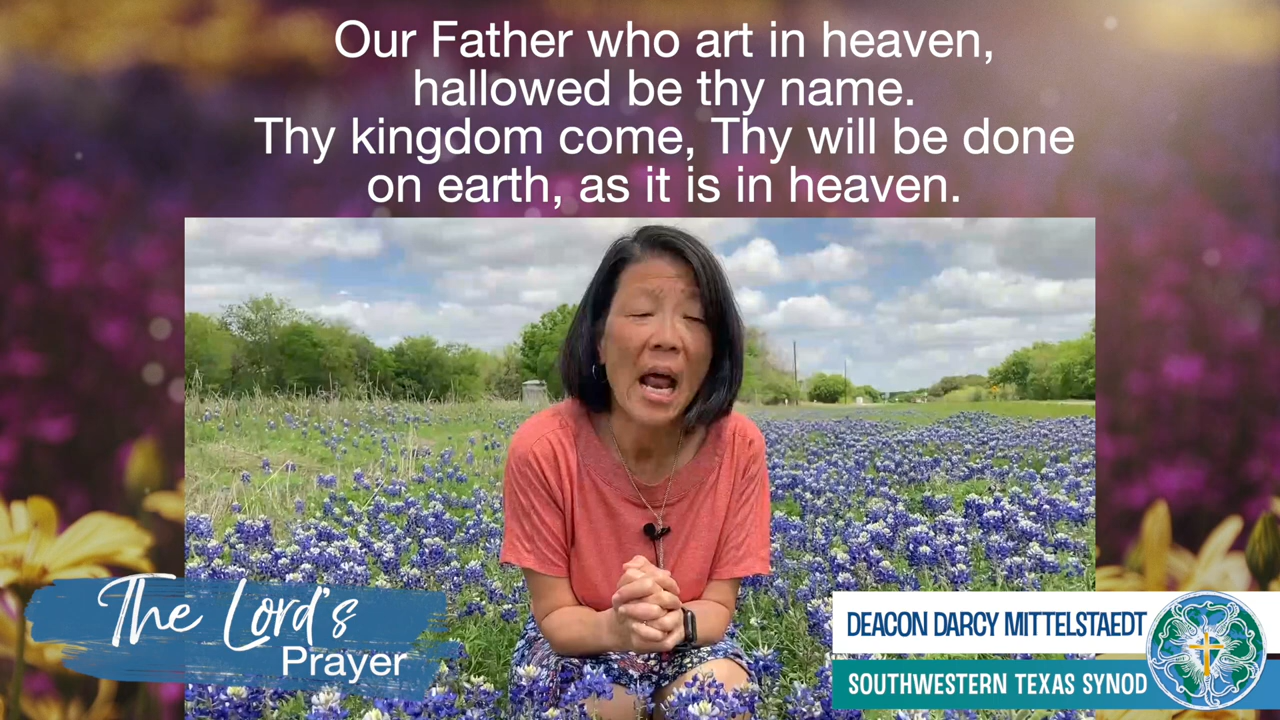 Our Father who art in heaven,
hallowed be thy name.
Thy kingdom come, Thy will be done
on earth, as it is in heaven.
The Lord's
Prayer
DEACON DARCY MITTELSTAEDT
SOUTHWESTERN TEXAS SYNOD